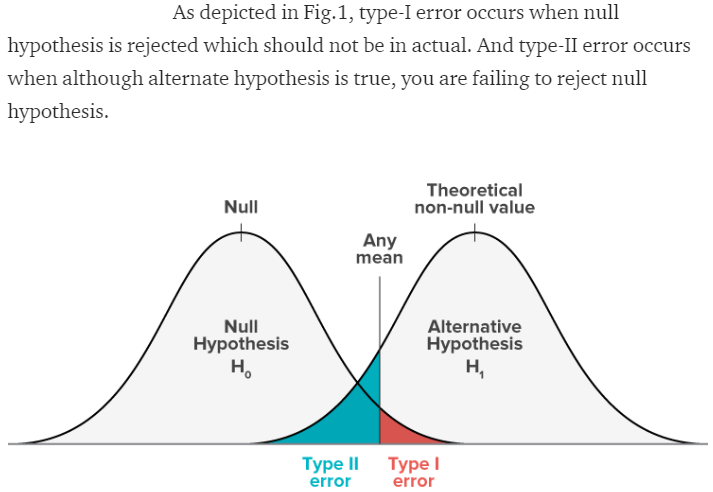 As depicted in Fig.1, type-I error occurs when null
hypothesis is rejected which should not be in actual. And type-II error occurs
when although alternate hypothesis is true, you are failing to reject null
hypothesis.
Null
Theoretical
non-null value
Any
mean
Null
Hypothesis
H₀
Alternative
Hypothesis
H₁
Type II
error
Type I
error